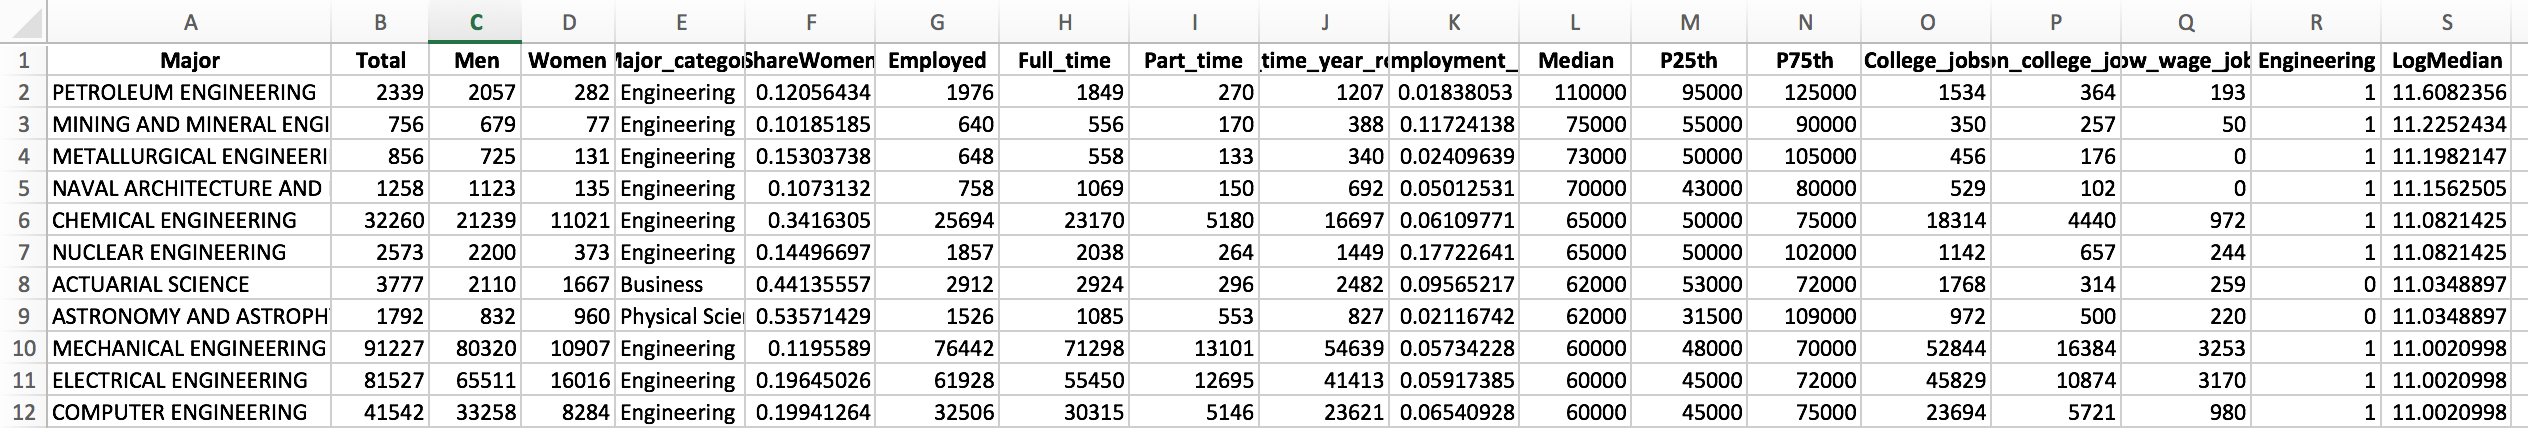 A B C D E F G H I J K L M N O P Q R S
1 Major Total Men Women Major_categor ShareWomen Employed Full_time Part_time _time_year_ro mployment_ Median P25th P75th College_jobs on_college_jo ow_wage_job Engineering LogMedian
2 PETROLEUM ENGINEERING 2339 2057 282 Engineering 0.12056434 1976 1849 270 1207 0.01838053 110000 95000 125000 1534 364 193 1 11.6082356
3 MINING AND MINERAL ENGI 756 679 77 Engineering 0.10185185 640 556 170 388 0.11724138 75000 55000 90000 350 257 50 1 11.2252434
4 METALLURGICAL ENGINEERI 856 725 131 Engineering 0.15303738 648 558 133 340 0.02409639 73000 50000 105000 456 176 0 1 11.1982147
5 NAVAL ARCHITECTURE AND 1258 1123 135 Engineering 0.1073132 758 1069 150 692 0.05012531 70000 43000 80000 529 102 0 1 11.1562505
6 CHEMICAL ENGINEERING 32260 21239 11021 Engineering 0.3416305 25694 23170 5180 16697 0.06109771 65000 50000 75000 18314 4440 972 1 11.0821425
7 NUCLEAR ENGINEERING 2573 2200 373 Engineering 0.14496697 1857 2038 264 1449 0.17722641 65000 50000 102000 1142 657 244 1 11.0821425
8 ACTUARIAL SCIENCE 3777 2110 1667 Business 0.44135557 2912 2924 296 2482 0.09565217 62000 53000 72000 1768 314 259 0 11.0348897
9 ASTRONOMY AND ASTROPH 1792 832 960 Physical Scie 0.53571429 1526 1085 553 827 0.02116742 62000 31500 109000 972 500 220 0 11.0348897
10 MECHANICAL ENGINEERING 91227 80320 10907 Engineering 0.1195589 76442 71298 13101 54639 0.05734228 60000 48000 70000 52844 16384 3253 1 11.0020998
11 ELECTRICAL ENGINEERING 81527 65511 16016 Engineering 0.19645026 61928 55450 12695 41413 0.05917385 60000 45000 72000 45829 10874 3170 1 11.0020998
12 COMPUTER ENGINEERING 41542 33258 8284 Engineering 0.19941264 32506 30315 5146 23621 0.06540928 60000 45000 75000 23694 5721 980 1 11.0020998